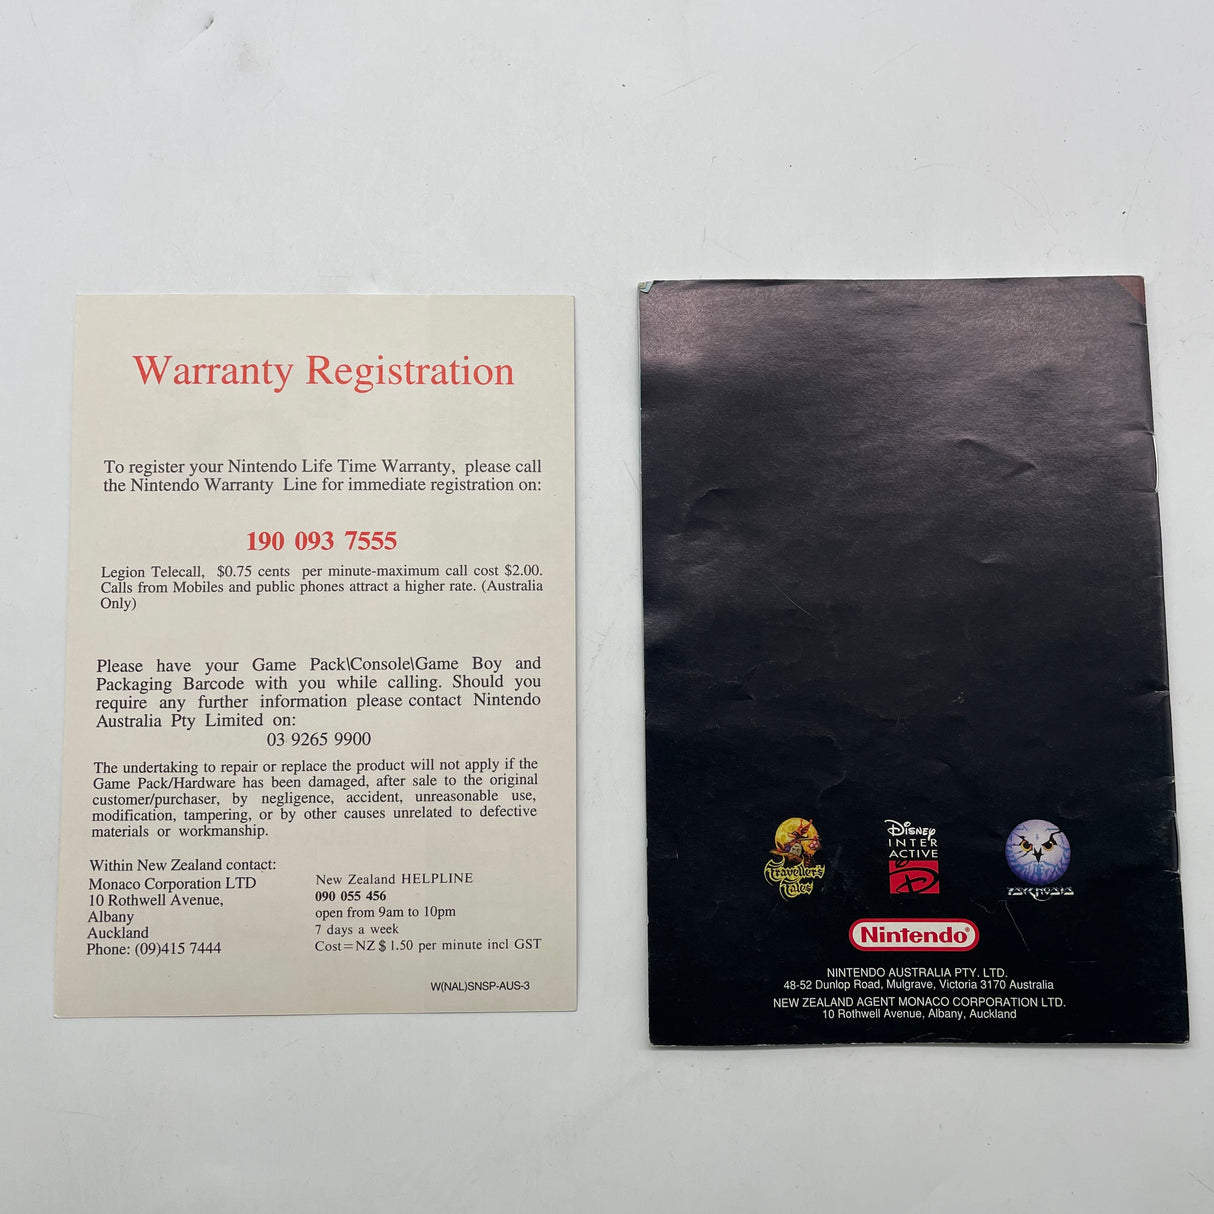 Warranty Registration
To register your Nintendo Life Time Warranty, please call
the Nintendo Warranty Line for immediate registration on:
190 093 7555
Legion Telecall, $0.75 cents per minute-maximum call cost $2.00.
Calls from Mobiles and public phones attract a higher rate. (Australia
Only)
Please have your Game Pack\Console\Game Boy and
Packaging Barcode with you while calling. Should you
require any further information please contact Nintendo
Australia Pty Limited on:
03 9265 9900
The undertaking to repair or replace the product will not apply if the
Game Pack/Hardware has been damaged, after sale to the original
customer/purchaser, by negligence, accident, unreasonable use,
modification, tampering, or by other causes unrelated to defective
materials or workmanship.
Within New Zealand contact:
Monaco Corporation LTD
10 Rothwell Avenue,
Albany
Auckland
Phone: (09)415 7444
New Zealand HELPLINE
090 055 456
open from 9am to 10pm
7 days a week
Cost=NZ$1.50 per minute incl GST
W(NAL)SNSP-AUS-3
Traveller's
Tales
Disney
INTER
ACTIVE
D
PSYGNOSIS
Nintendo®
NINTENDO AUSTRALIA PTY. LTD.
48-52 Dunlop Road, Mulgrave, Victoria 3170 Australia
NEW ZEALAND AGENT MONACO CORPORATION LTD.
10 Rothwell Avenue, Albany, Auckland